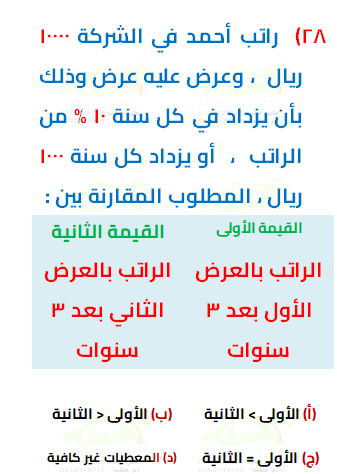 ٢٨) راتب أحمد في الشركة ١٠٠٠٠
ريال ، وعرض عليه عرض وذلك
بأن يزداد في كل سنة ١٠ % من
الراتب ، أو يزداد كل سنة ١٠٠٠
ريال ، المطلوب المقارنة بين :
القيمة الأولى القيمة الثانية
الراتب بالعرض الراتب بالعرض
الأول بعد ٣ الثاني بعد ٣
سنوات سنوات
(أ) الأولى > الثانية (ب) الأولى < الثانية
(ج) الأولى = الثانية (د) المعطيات غير كافية